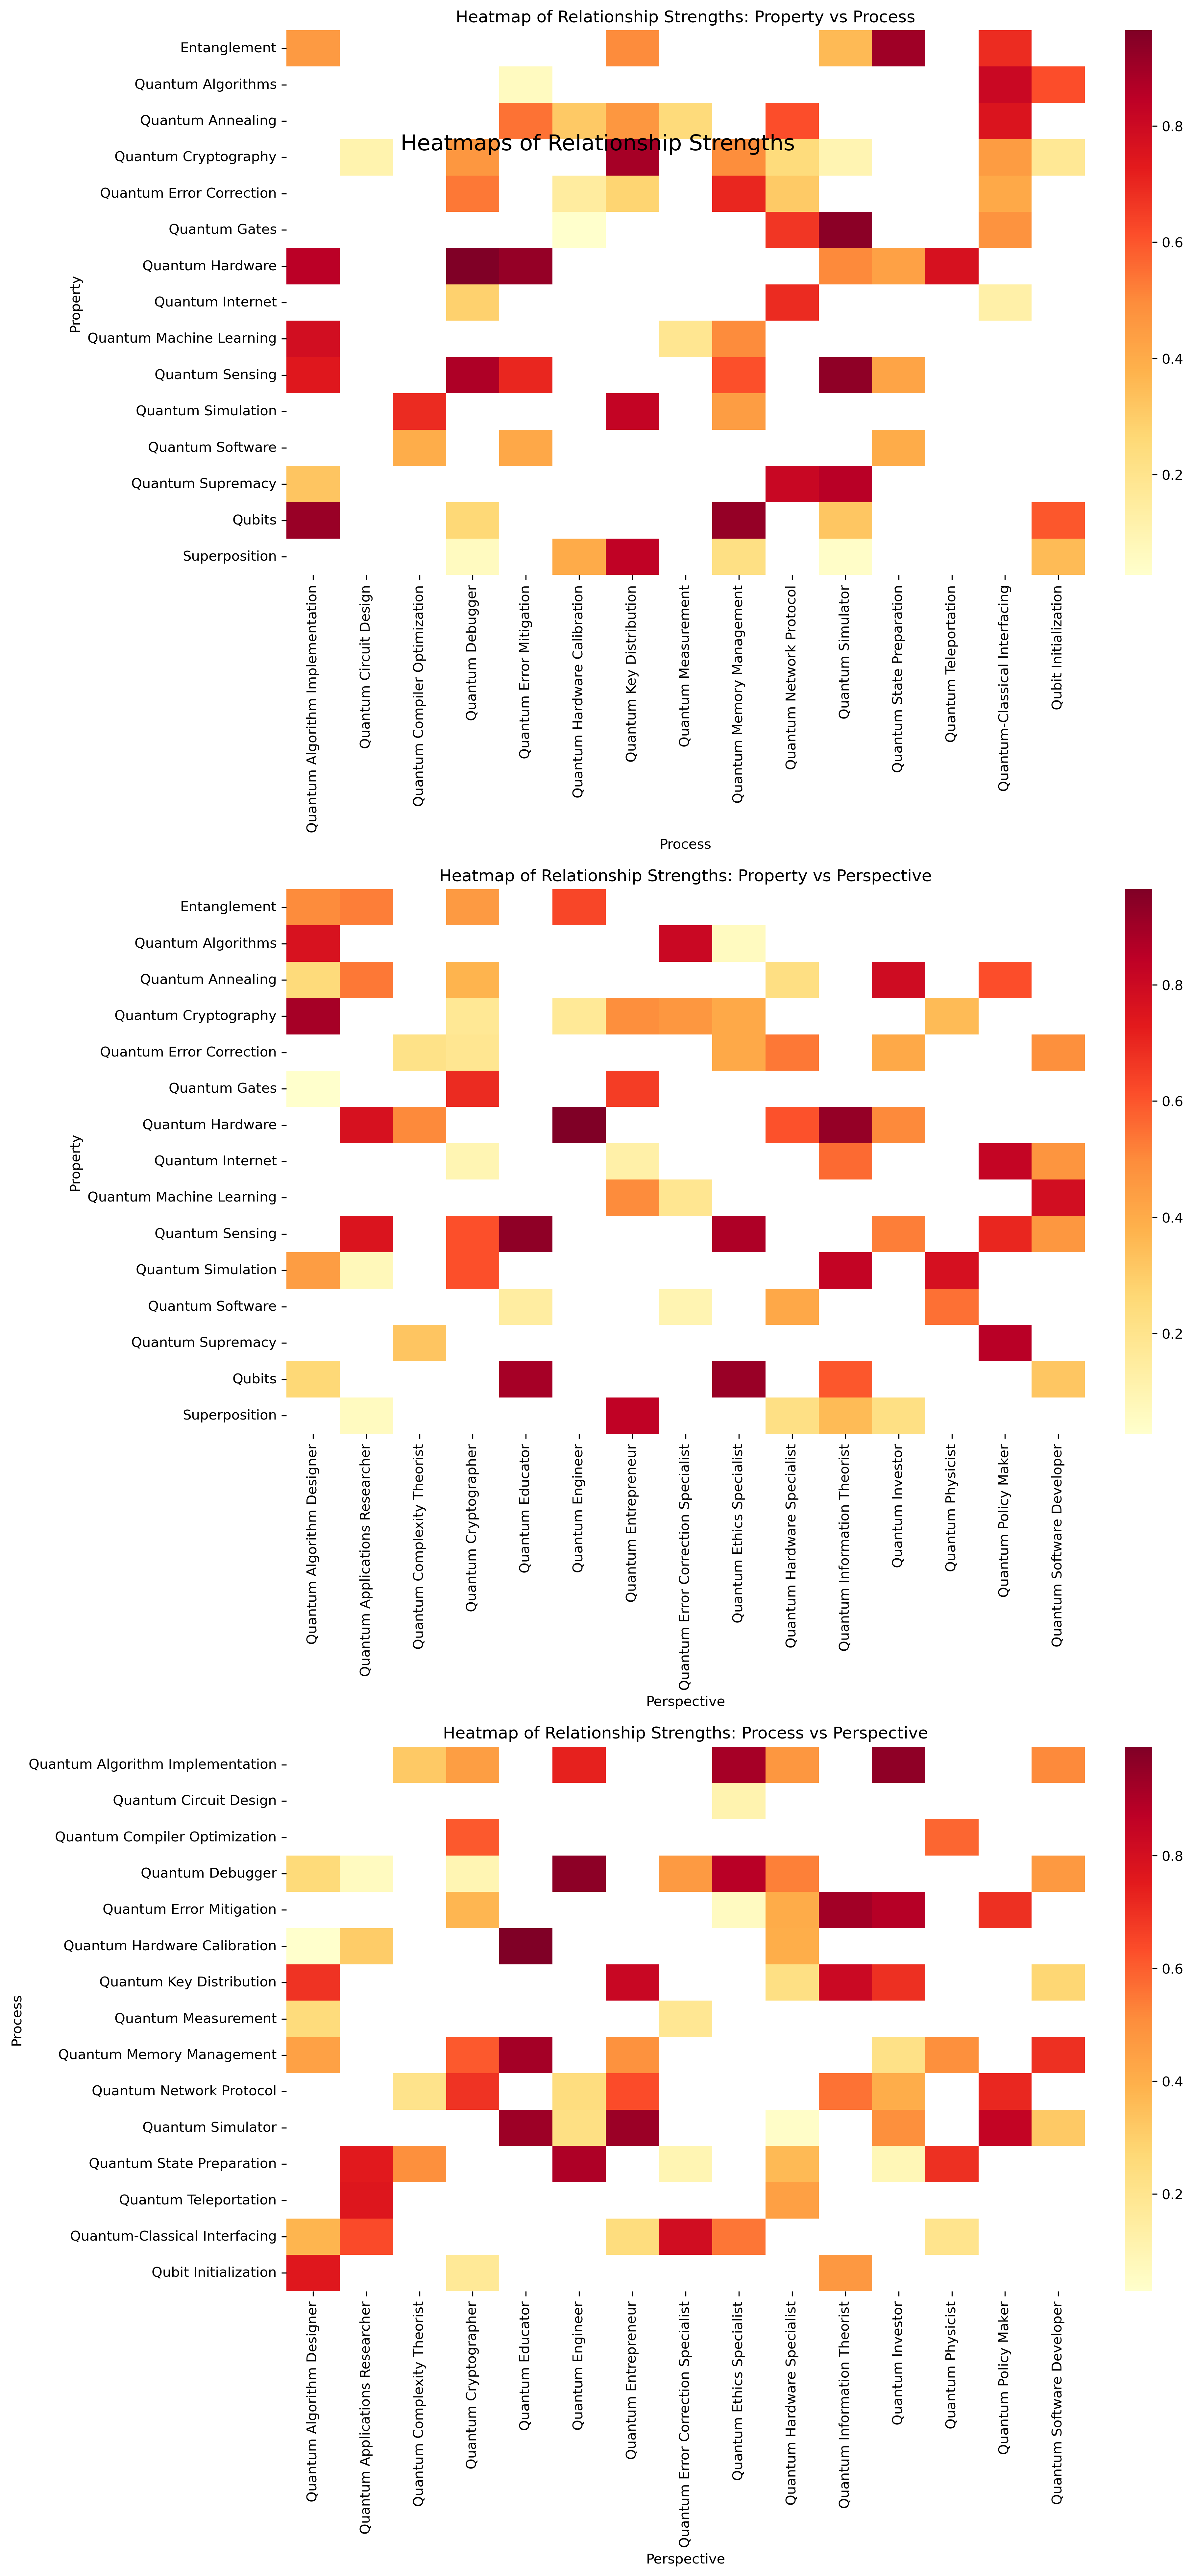 Heatmap of Relationship Strengths: Property vs Process
Heatmaps of Relationship Strengths
Property
Entanglement
Quantum Algorithms
Quantum Annealing
Quantum Cryptography
Quantum Error Correction
Quantum Gates
Quantum Hardware
Quantum Internet
Quantum Machine Learning
Quantum Sensing
Quantum Simulation
Quantum Software
Quantum Supremacy
Qubits
Superposition
0.8
0.6
0.4
0.2
Quantum Algorithm Implementation
Quantum Circuit Design
Quantum Compiler Optimization
Quantum Debugger
Quantum Error Mitigation
Quantum Hardware Calibration
Quantum Key Distribution
Quantum Measurement
Quantum Memory Management
Quantum Network Protocol
Quantum Simulator
Quantum State Preparation
Quantum Teleportation
Quantum-Classical Interfacing
Qubit Initialization
Process
Heatmap of Relationship Strengths: Property vs Perspective
Property
Entanglement
Quantum Algorithms
Quantum Annealing
Quantum Cryptography
Quantum Error Correction
Quantum Gates
Quantum Hardware
Quantum Internet
Quantum Machine Learning
Quantum Sensing
Quantum Simulation
Quantum Software
Quantum Supremacy
Qubits
Superposition
0.8
0.6
0.4
0.2
Quantum Algorithm Designer
Quantum Applications Researcher
Quantum Complexity Theorist
Quantum Cryptographer
Quantum Educator
Quantum Engineer
Quantum Entrepreneur
Quantum Error Correction Specialist
Quantum Ethics Specialist
Quantum Hardware Specialist
Quantum Information Theorist
Quantum Investor
Quantum Physicist
Quantum Policy Maker
Quantum Software Developer
Perspective
Heatmap of Relationship Strengths: Process vs Perspective
Process
Quantum Algorithm Implementation
Quantum Circuit Design
Quantum Compiler Optimization
Quantum Debugger
Quantum Error Mitigation
Quantum Hardware Calibration
Quantum Key Distribution
Quantum Measurement
Quantum Memory Management
Quantum Network Protocol
Quantum Simulator
Quantum State Preparation
Quantum Teleportation
Quantum-Classical Interfacing
Qubit Initialization
0.8
0.6
0.4
0.2
Quantum Algorithm Designer
Quantum Applications Researcher
Quantum Complexity Theorist
Quantum Cryptographer
Quantum Educator
Quantum Engineer
Quantum Entrepreneur
Quantum Error Correction Specialist
Quantum Ethics Specialist
Quantum Hardware Specialist
Quantum Information Theorist
Quantum Investor
Quantum Physicist
Quantum Policy Maker
Quantum Software Developer
Perspective